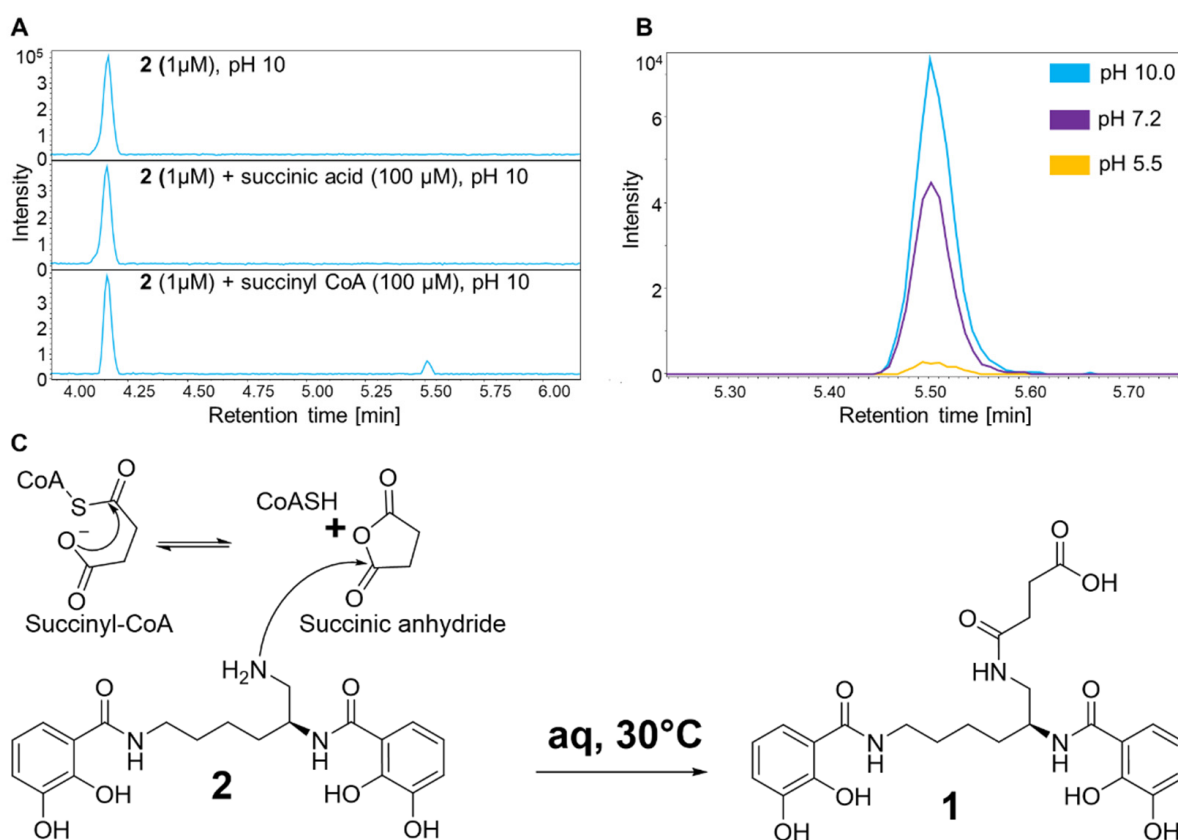 A
10⁵
3
2
1
0
2 (1μM), pH 10
3
2
1
0
2 (1μM) + succinic acid (100 μM), pH 10
3
2
1
0
2 (1μM) + succinyl CoA (100 μM), pH 10
Intensity
4.00 4.25 4.50 4.75 5.00 5.25 5.50 5.75 6.00
Retention time [min]
B
10⁴
6
4
2
0
Intensity
pH 10.0
pH 7.2
pH 5.5
5.30 5.40 5.50 5.60 5.70
Retention time [min]
C
CoA
S
O
O⁻
O
Succinyl-CoA
CoASH
+
O
O
O
Succinic anhydride
H₂N
O
N
H
OH
OH
2
O
HN
HO
OH
aq, 30°C
O
OH
O
HN
O
N
H
OH
OH
1
O
N
H
HO
OH